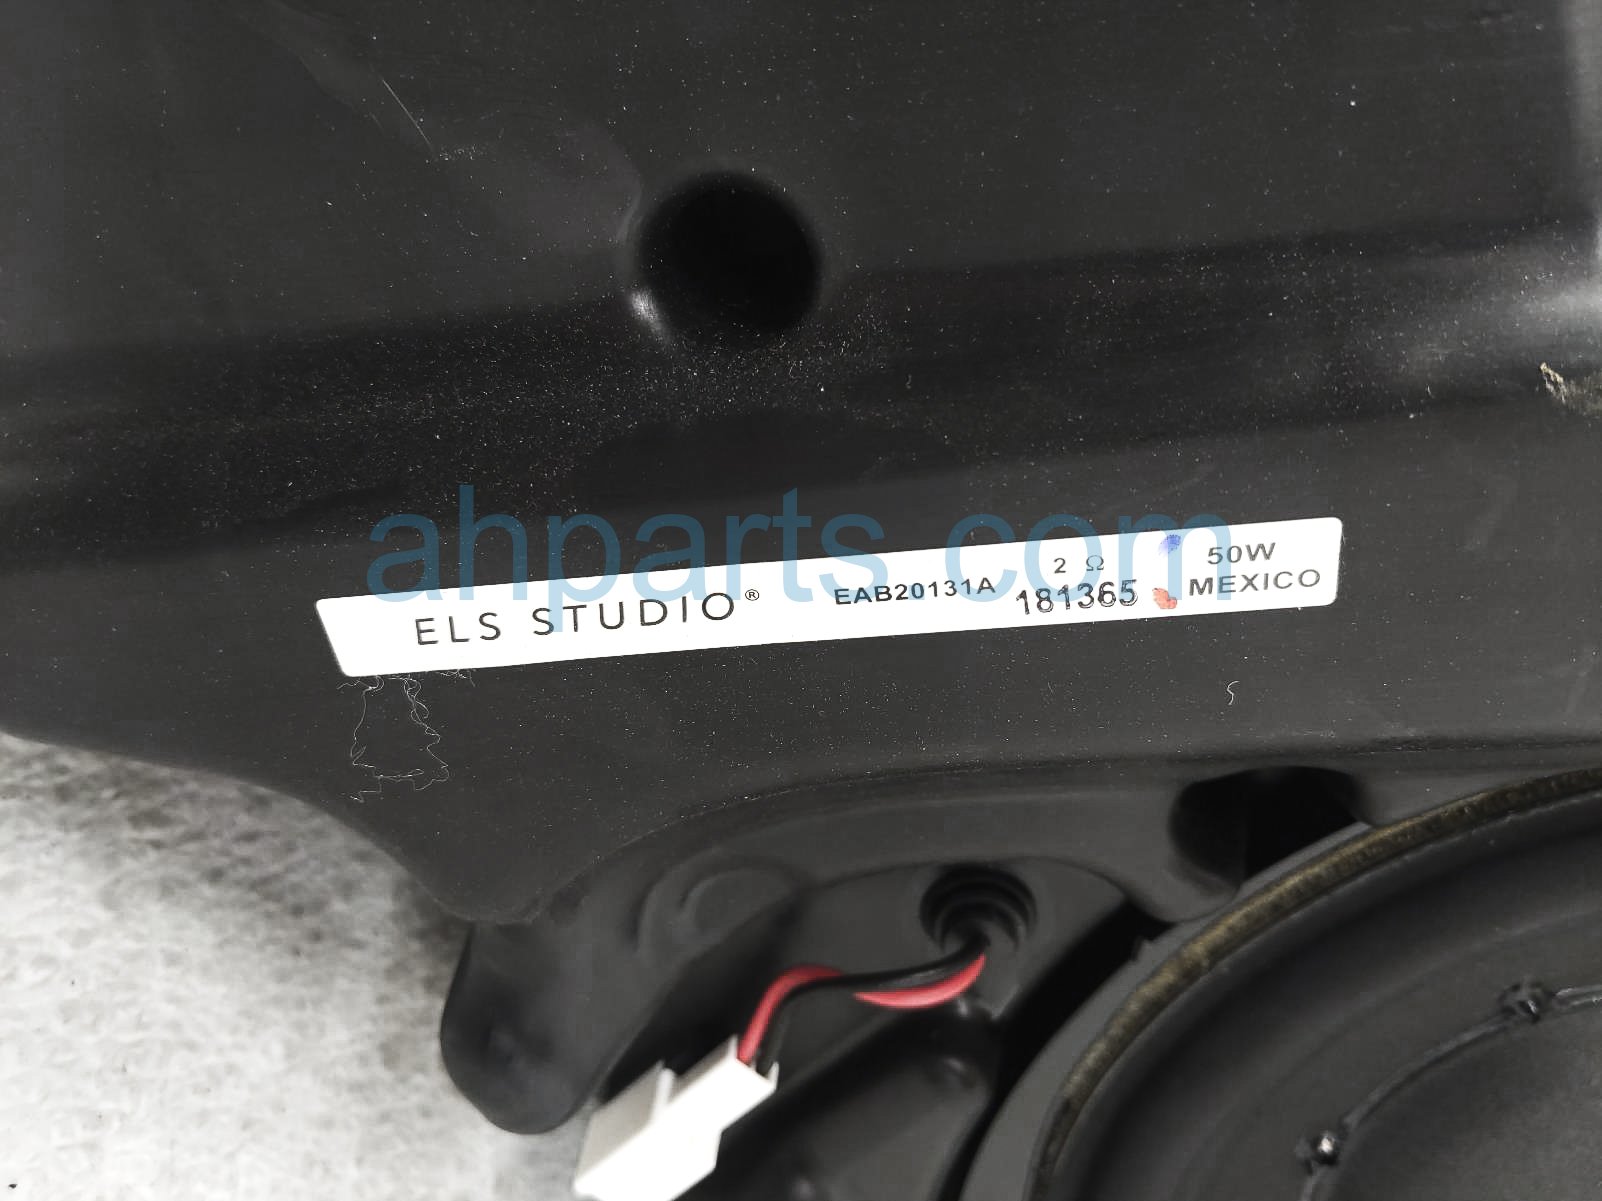 ahparts.com
ELS STUDIO®
EAB20131A
2 Ω
181365
50W
MEXICO